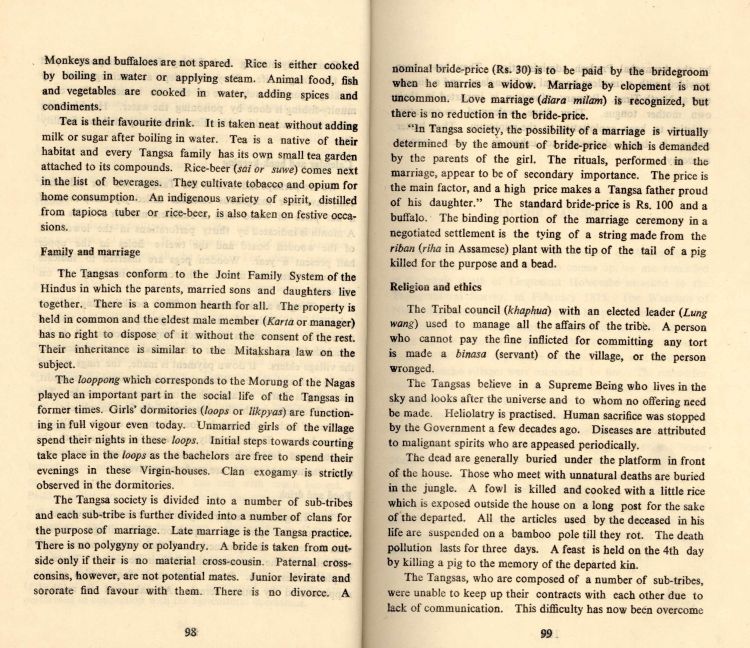 Monkeys and buffaloes are not spared. Rice is either cooked
by boiling in water or applying steam. Animal food, fish
and vegetables are cooked in water, adding spices and
condiments.
Tea is their favourite drink. It is taken neat without adding
milk or sugar after boiling in water. Tea is a native of their
habitat and every Tangsa family has its own small tea garden
attached to its compounds. Rice-beer (sai or suwe) comes next
in the list of beverages. They cultivate tobacco and opium for
home consumption. An indigenous variety of spirit, distilled
from tapioca tuber or rice-beer, is also taken on festive occa-
sions.
Family and marriage
The Tangsas conform to the Joint Family System of the
Hindus in which the parents, married sons and daughters live
together. There is a common hearth for all. The property is
held in common and the eldest male member (Karta or manager)
has no right to dispose of it without the consent of the rest.
Their inheritance is similar to the Mitakshara law on the
subject.
The looppong which corresponds to the Morung of the Nagas
played an important part in the social life of the Tangsas in
former times. Girls' dormitories (loops or likpyas) are function-
ing in full vigour even today. Unmarried girls of the village
spend their nights in these loops. Initial steps towards courting
take place in the loops as the bachelors are free to spend their
evenings in these Virgin-houses. Clan exogamy is strictly
observed in the dormitories.
The Tangsa society is divided into a number of sub-tribes
and each sub-tribe is further divided into a number of clans for
the purpose of marriage. Late marriage is the Tangsa practice.
There is no polygyny or polyandry. A bride is taken from out-
side only if their is no material cross-cousin. Paternal cross-
consins, however, are not potential mates. Junior levirate and
sororate find favour with them. There is no divorce. A
98
nominal bride-price (Rs. 30) is to be paid by the bridegroom
when he marries a widow. Marriage by elopement is not
uncommon. Love marriage (diara milam) is recognized, but
there is no reduction in the bride-price.
"In Tangsa society, the possibility of a marriage is virtually
determined by the amount of bride-price which is demanded
by the parents of the girl. The rituals, performed in the
marriage, appear to be of secondary importance. The price is
the main factor, and a high price makes a Tangsa father proud
of his daughter." The standard bride-price is Rs. 100 and a
buffalo. The binding portion of the marriage ceremony in a
negotiated settlement is the tying of a string made from the
riban (riha in Assamese) plant with the tip of the tail of a pig
killed for the purpose and a bead.
Religion and ethics
The Tribal council (khaphua) with an elected leader (Lung
wang) used to manage all the affairs of the tribe. A person
who cannot pay the fine inflicted for committing any tort
is made a binasa (servant) of the village, or the person
wronged.
The Tangsas believe in a Supreme Being who lives in the
sky and looks after the universe and to whom no offering need
be made. Heliolatry is practised. Human sacrifice was stopped
by the Government a few decades ago. Diseases are attributed
to malignant spirits who are appeased periodically.
The dead are generally buried under the platform in front
of the house. Those who meet with unnatural deaths are buried
in the jungle. A fowl is killed and cooked with a little rice
which is exposed outside the house on a long post for the sake
of the departed. All the articles used by the deceased in his
life are suspended on a bamboo pole till they rot. The death
pollution lasts for three days. A feast is held on the 4th day
by killing a pig to the memory of the departed kin.
The Tangsas, who are composed of a number of sub-tribes,
were unable to keep up their contracts with each other due to
lack of communication. This difficulty has now been overcome
99